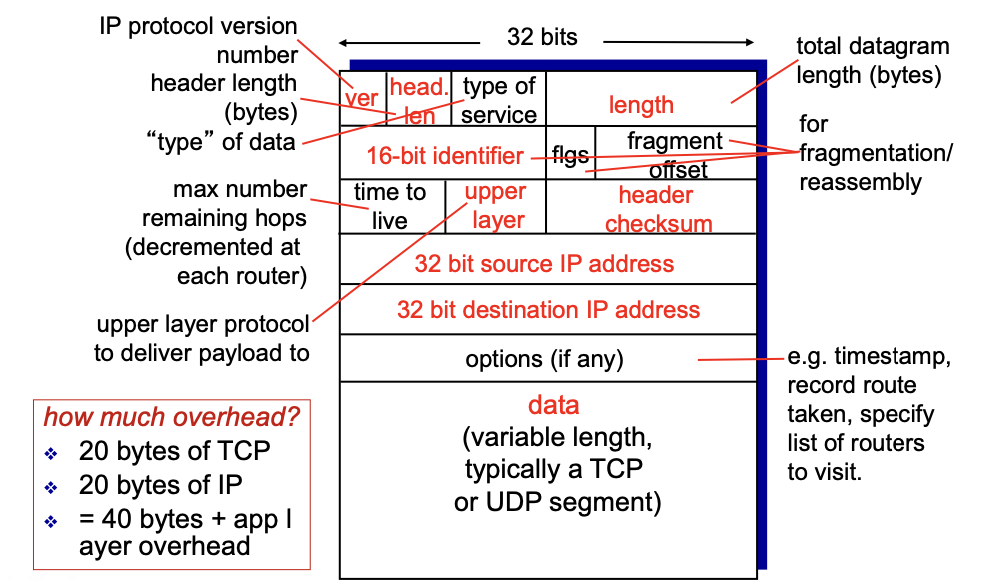 IP protocol version
number
header length
(bytes)
“type” of data
max number
remaining hops
(decremented at
each router)
upper layer protocol
to deliver payload to
32 bits
ver
head.
len
type of
service
length
16-bit identifier
flgs
fragment
offset
time to
live
upper
layer
header
checksum
32 bit source IP address
32 bit destination IP address
options (if any)
data
(variable length,
typically a TCP
or UDP segment)
total datagram
length (bytes)
for
fragmentation/
reassembly
e.g. timestamp,
record route
taken, specify
list of routers
to visit.
how much overhead?
❖ 20 bytes of TCP
❖ 20 bytes of IP
❖ = 40 bytes + app l
ayer overhead